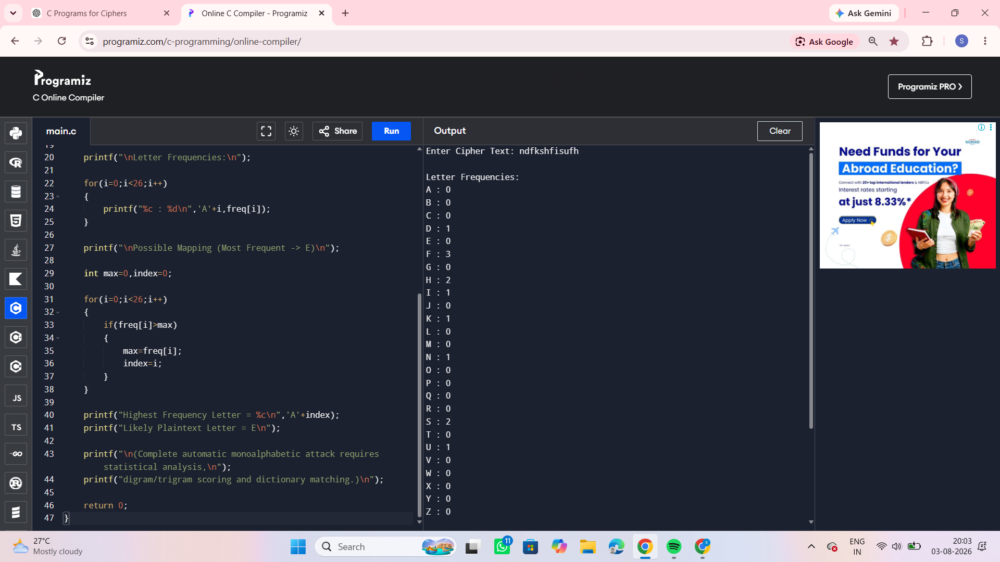 C Programs for Ciphers
Online C Compiler - Programiz
Ask Gemini
programiz.com/c-programming/online-compiler/
Ask Google
S
Programiz
C Online Compiler
Programiz PRO
main.c
Share
Run
Output
Clear
19
20 printf("\nLetter Frequencies:\n");
21
22 for(i=0;i<26;i++)
23 {
24 printf("%c : %d\n",'A'+i,freq[i]);
25 }
26
27 printf("\nPossible Mapping (Most Frequent -> E)\n");
28
29 int max=0,index=0;
30
31 for(i=0;i<26;i++)
32 {
33 if(freq[i]>max)
34 {
35 max=freq[i];
36 index=i;
37 }
38 }
39
40 printf("Highest Frequency Letter = %c\n",'A'+index);
41 printf("Likely Plaintext Letter = E\n");
42
43 printf("\n(Complete automatic monoalphabetic attack requires
statistical analysis,\n");
44 printf("digram/trigram scoring and dictionary matching.)\n");
45
46 return 0;
47 }
JS
TS
GO
Enter Cipher Text: ndfkshfisufh
Letter Frequencies:
A : 0
B : 0
C : 0
D : 1
E : 0
F : 3
G : 0
H : 2
I : 1
J : 0
K : 1
L : 0
M : 0
N : 1
O : 0
P : 0
Q : 0
R : 0
S : 2
T : 0
U : 1
V : 0
W : 0
X : 0
Y : 0
Z : 0
NOMAD
Need Funds for Your
Abroad Education?
Connect with 20+ top international lenders & NBFCs
Interest rates starting
at just 8.33%*
Apply Now
27°C
Mostly cloudy
Search
11
ENG
IN
20:03
03-08-2026